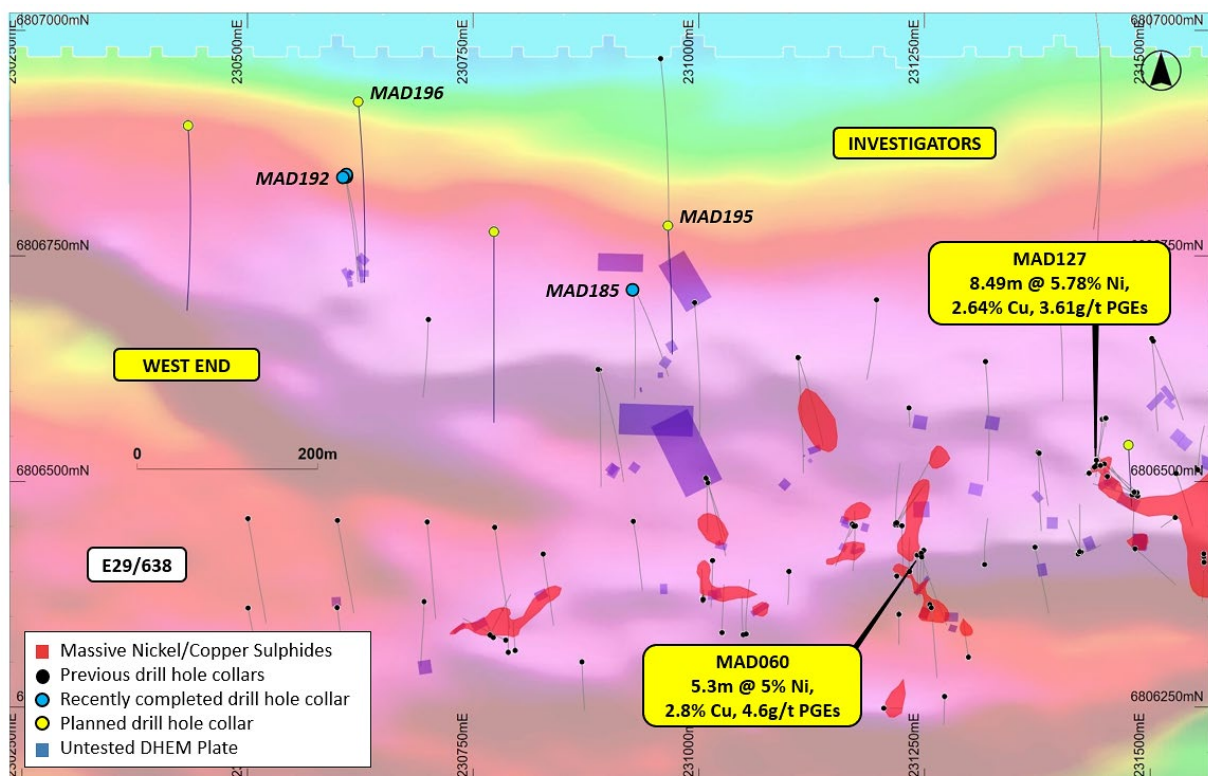 6807000mN
6807000mN
230250mE
230500mE
230750mE
231000mE
231250mE
231500mE
MAD196
INVESTIGATORS
MAD192
MAD195
6806750mN
6806750mN
MAD127
8.49m @ 5.78% Ni,
2.64% Cu, 3.61g/t PGEs
MAD185
WEST END
0 200m
6806500mN
6806500mN
E29/638
Massive Nickel/Copper Sulphides
Previous drill hole collars
Recently completed drill hole collar
Planned drill hole collar
Untested DHEM Plate
MAD060
5.3m @ 5% Ni,
2.8% Cu, 4.6g/t PGEs
6806250mN
230250mE
230750mE
231000mE
231250mE
231500mE